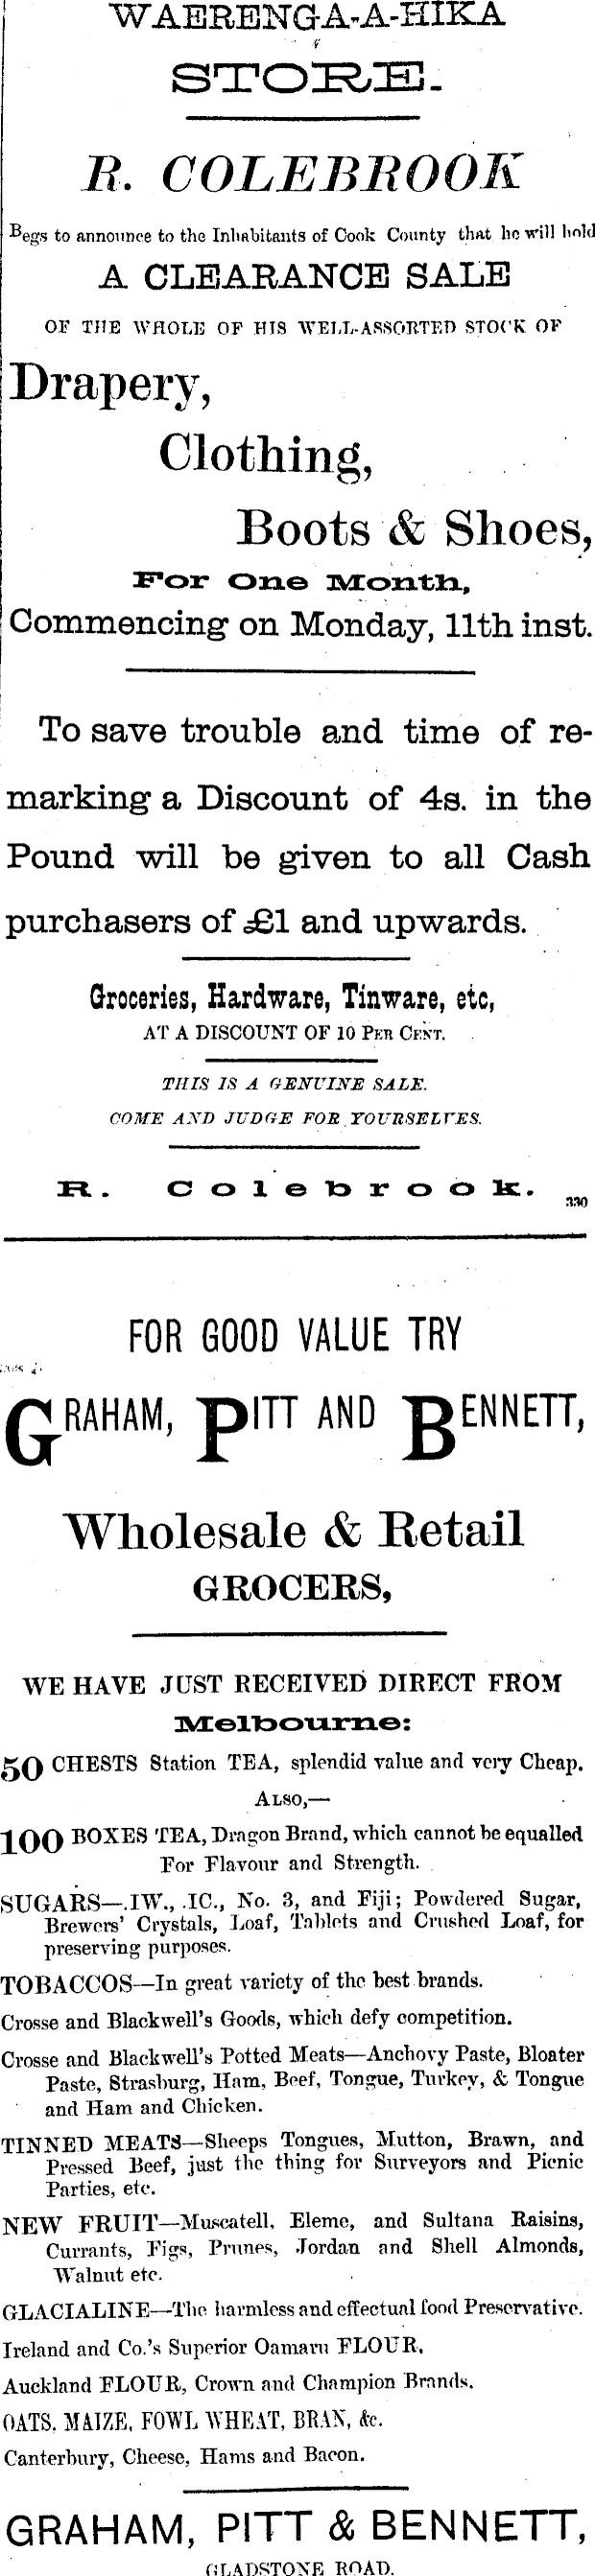 WAERENGA-A-HIKA
STORE.
R. COLEBROOK
Begs to announce to the Inhabitants of Cook County that he will hold
A CLEARANCE SALE
OF THE WHOLE OF HIS WELL-ASSORTED STOCK OF
Drapery,
Clothing,
Boots & Shoes,
For One Month,
Commencing on Monday, 11th inst.
To save trouble and time of re-
marking a Discount of 4s. in the
Pound will be given to all Cash
purchasers of £1 and upwards.
Groceries, Hardware, Tinware, etc,
AT A DISCOUNT OF 10 PER CENT.
THIS IS A GENUINE SALE.
COME AND JUDGE FOR YOURSELVES.
R. Colebrook.
330
FOR GOOD VALUE TRY
GRAHAM, PITT AND BENNETT,
Wholesale & Retail
GROCERS,
WE HAVE JUST RECEIVED DIRECT FROM
Melbourne:
50 CHESTS Station TEA, splendid value and very Cheap.
ALSO,—
100 BOXES TEA, Dragon Brand, which cannot be equalled
For Flavour and Strength.
SUGARS—.IW., .IC., No. 3, and Fiji; Powdered Sugar,
Brewers' Crystals, Loaf, Tablets and Crushed Loaf, for
preserving purposes.
TOBACCOS—In great variety of the best brands.
Crosse and Blackwell's Goods, which defy competition.
Crosse and Blackwell's Potted Meats—Anchovy Paste, Bloater
Paste, Strasburg, Ham, Beef, Tongue, Turkey, & Tongue
and Ham and Chicken.
TINNED MEATS—Sheeps Tongues, Mutton, Brawn, and
Pressed Beef, just the thing for Surveyors and Picnic
Parties, etc.
NEW FRUIT—Muscatell, Eleme, and Sultana Raisins,
Currants, Figs, Prunes, Jordan and Shell Almonds,
Walnut etc.
GLACIALINE—The harmless and effectual food Preservative.
Ireland and Co.'s Superior Oamaru FLOUR,
Auckland FLOUR, Crown and Champion Brands.
OATS, MAIZE, FOWL WHEAT, BRAN, &c.
Canterbury, Cheese, Hams and Bacon.
GRAHAM, PITT & BENNETT,
GLADSTONE ROAD.